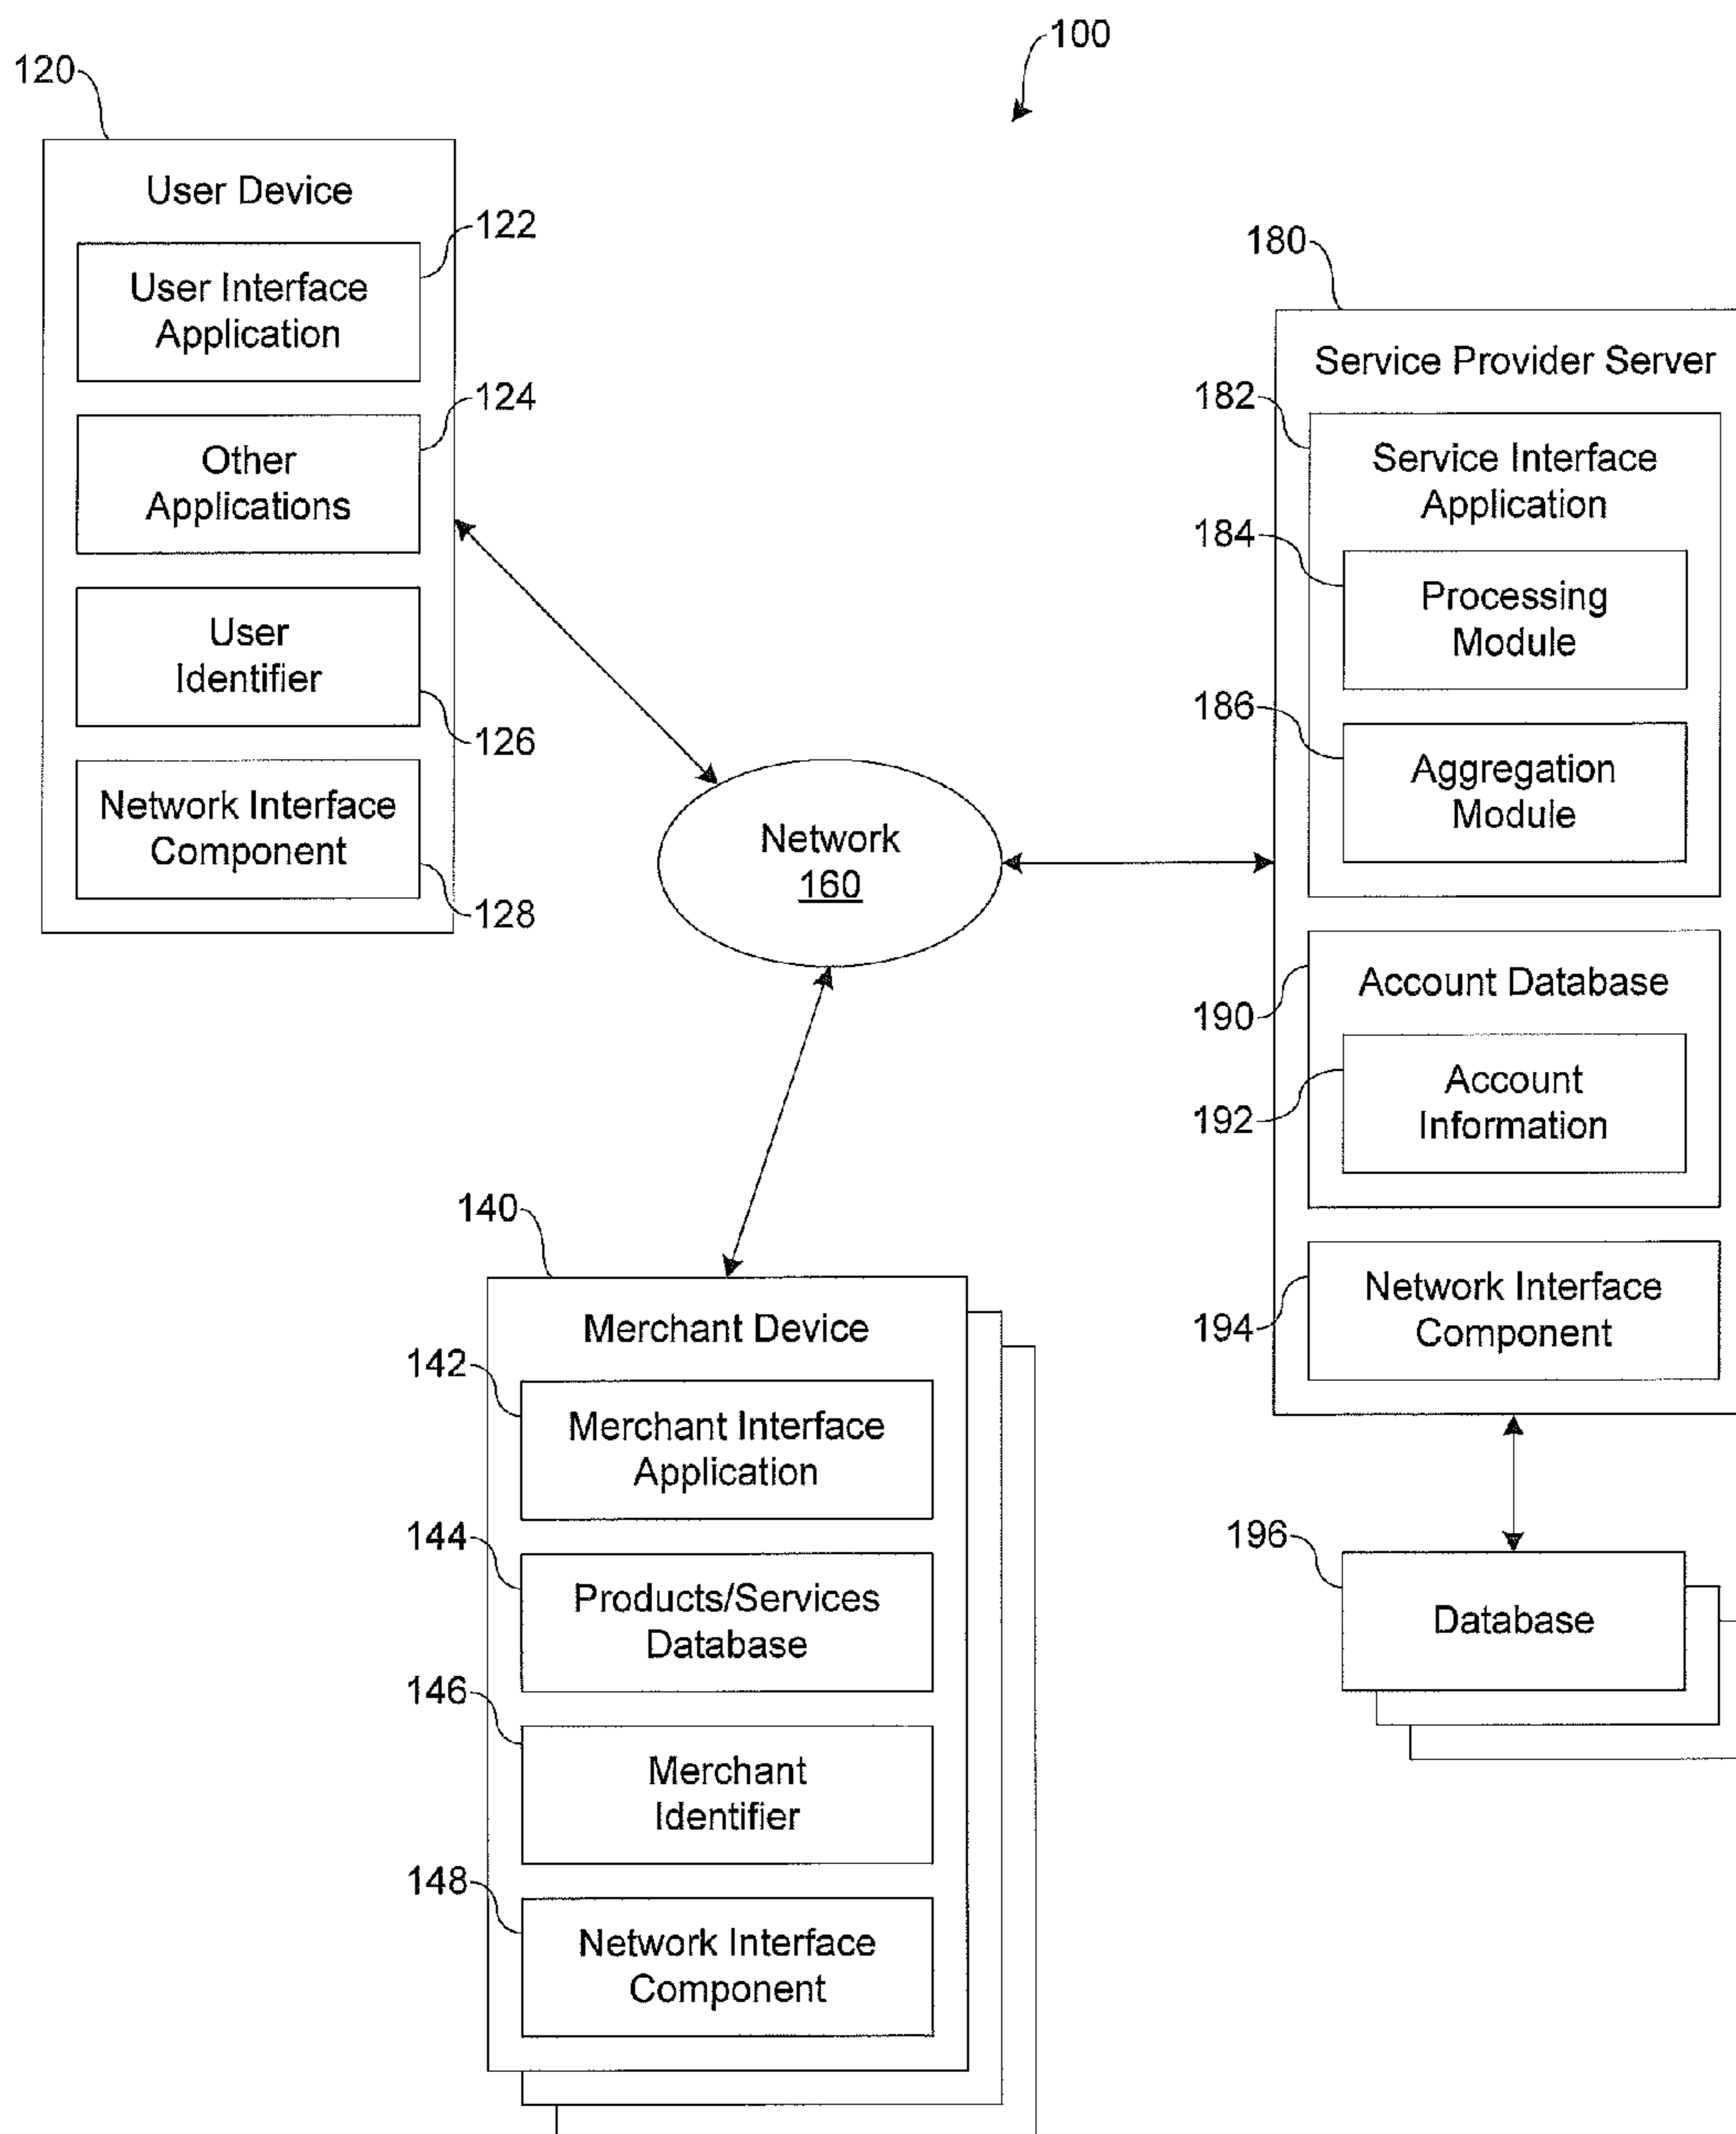 100
120
User Device
122
User Interface
Application
124
Other
Applications
User
Identifier
126
Network Interface
Component
128
Network
160
180
Service Provider Server
182
Service Interface
Application
184
Processing
Module
186
Aggregation
Module
Account Database
190
Account
Information
192
Network Interface
Component
194
196
Database
140
Merchant Device
142
Merchant Interface
Application
144
Products/Services
Database
146
Merchant
Identifier
148
Network Interface
Component